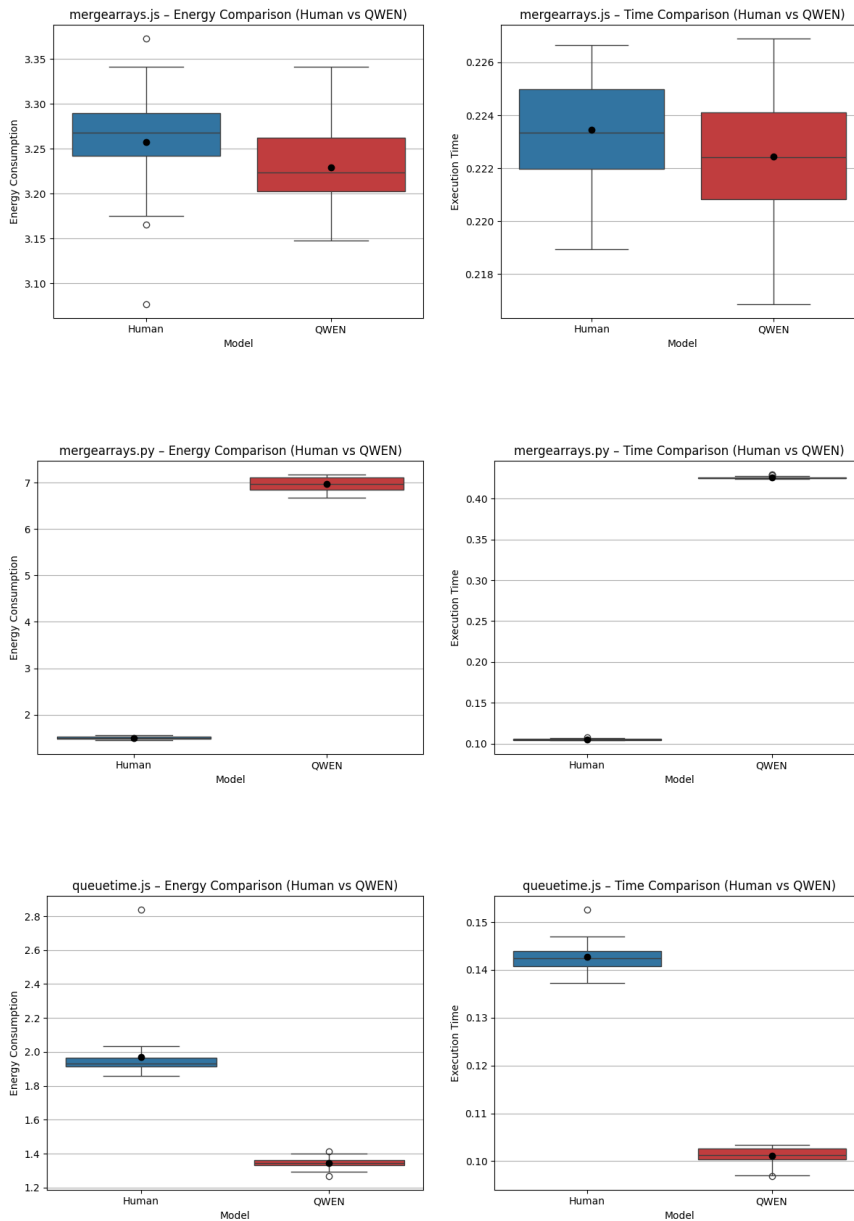 mergearrays.js – Energy Comparison (Human vs QWEN)
3.35
3.30
3.25
3.20
3.15
3.10
Energy Consumption
Human
QWEN
Model
mergearrays.js – Time Comparison (Human vs QWEN)
0.226
0.224
0.222
0.220
0.218
Execution Time
Human
QWEN
Model
mergearrays.py – Energy Comparison (Human vs QWEN)
7
6
5
4
3
2
Energy Consumption
Human
QWEN
Model
mergearrays.py – Time Comparison (Human vs QWEN)
0.40
0.35
0.30
0.25
0.20
0.15
0.10
Execution Time
Human
QWEN
Model
queuetime.js – Energy Comparison (Human vs QWEN)
2.8
2.6
2.4
2.2
2.0
1.8
1.6
1.4
1.2
Energy Consumption
Human
QWEN
Model
queuetime.js – Time Comparison (Human vs QWEN)
0.15
0.14
0.13
0.12
0.11
0.10
Execution Time
Human
QWEN
Model